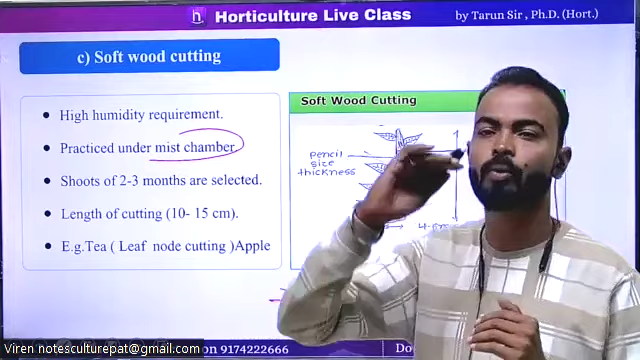 h
Horticulture Live Class
by Tarun Sir , Ph.D. (Hort.)
c) Soft wood cutting
High humidity requirement.
Practiced under mist chamber.
Shoots of 2-3 months are selected.
Length of cutting (10- 15 cm).
E.g.Tea ( Leaf node cutting )Apple
Soft Wood Cutting
pencil
size
thickness
Viren notesculturepat@gmail.com
on 9174222666